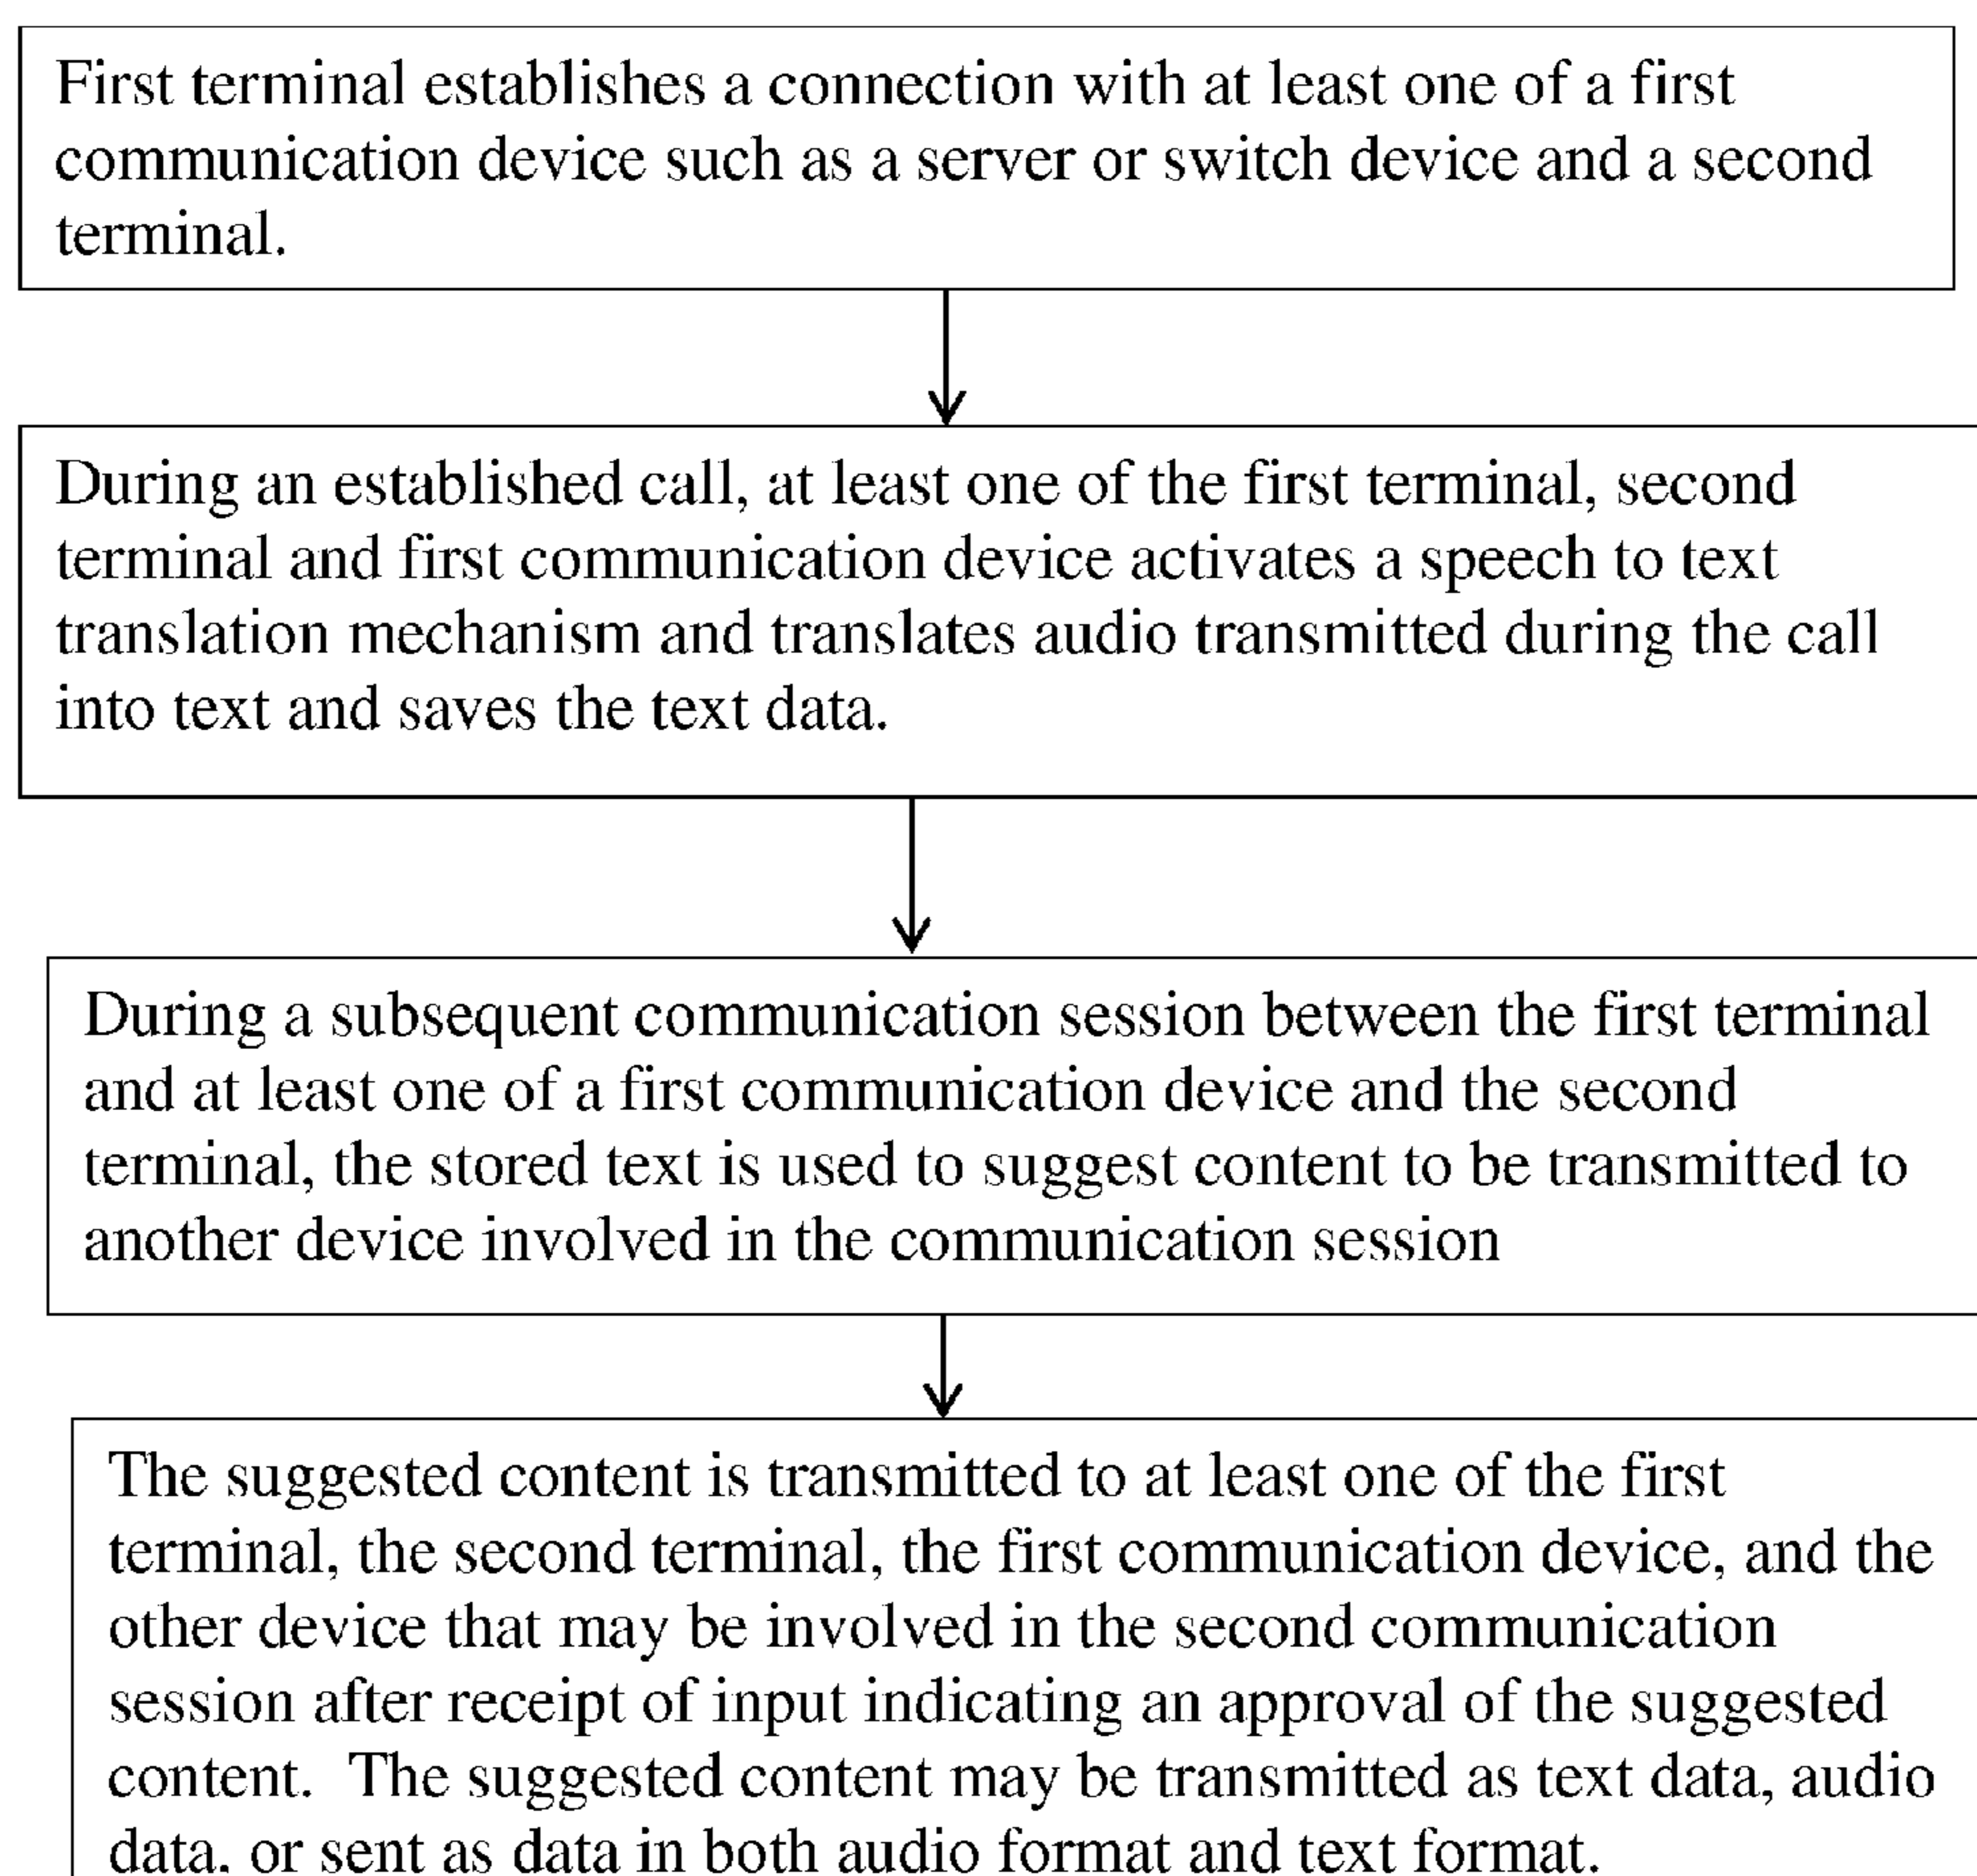 First terminal establishes a connection with at least one of a first
communication device such as a server or switch device and a second
terminal.
During an established call, at least one of the first terminal, second
terminal and first communication device activates a speech to text
translation mechanism and translates audio transmitted during the call
into text and saves the text data.
During a subsequent communication session between the first terminal
and at least one of a first communication device and the second
terminal, the stored text is used to suggest content to be transmitted to
another device involved in the communication session
The suggested content is transmitted to at least one of the first
terminal, the second terminal, the first communication device, and the
other device that may be involved in the second communication
session after receipt of input indicating an approval of the suggested
content.  The suggested content may be transmitted as text data, audio
data, or sent as data in both audio format and text format.